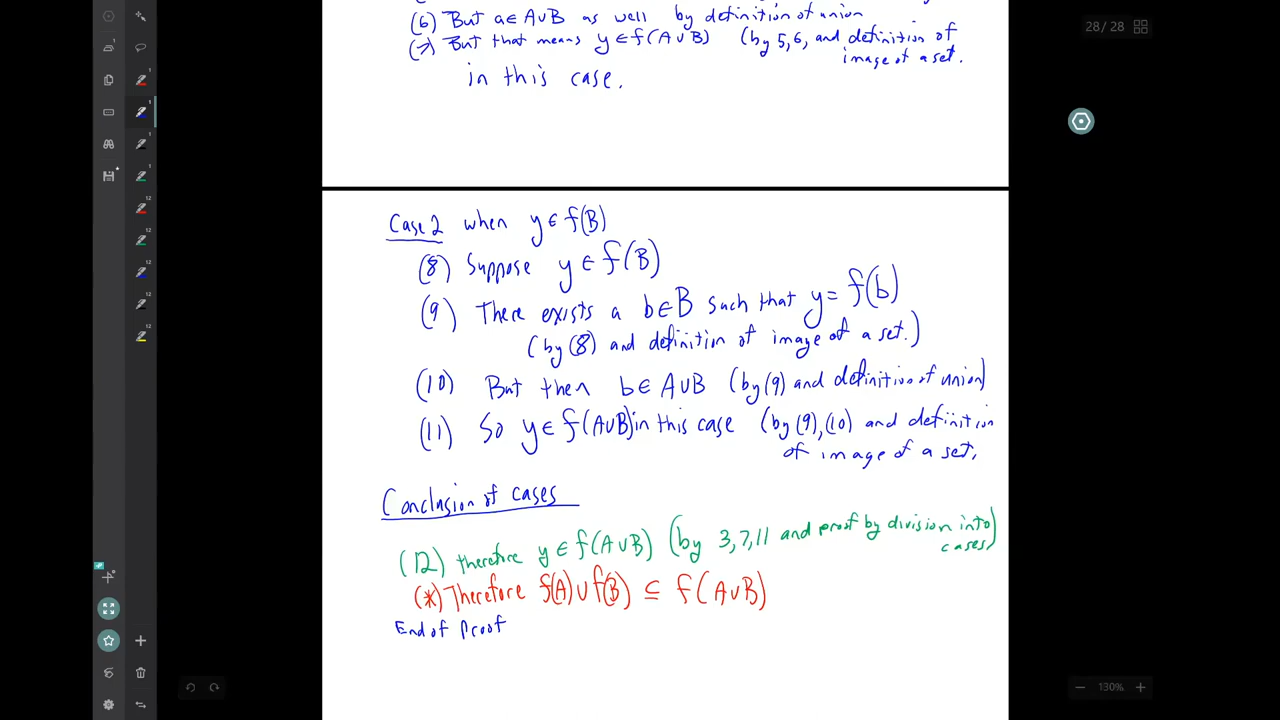 (6) But a∈A∪B as well by definition of union
(7) But that means y∈f(A∪B) (by 5,6, and definition of
image of a set.
in this case.
28/28
Case 2 when y∈f(B)
(8) Suppose y∈f(B)
(9) There exists a b∈B such that y=f(b)
(by (8) and definition of image of a set.)
(10) But then b∈A∪B (by (9) and definition of union)
(11) So y∈f(A∪B) in this case (by (9),(10) and definition
of image of a set.
Conclusion of cases
(12) therefore y∈f(A∪B) (by 3,7,11 and proof by division into
cases)
(*) Therefore f(A)∪f(B) ⊆ f(A∪B)
End of Proof
130%